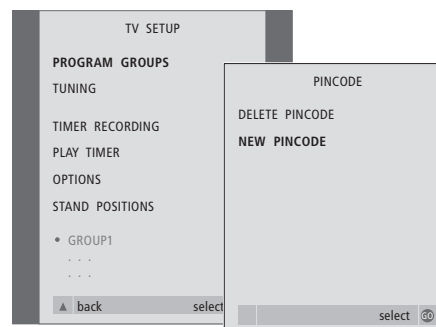 TV SETUP
PROGRAM GROUPS
TUNING
TIMER RECORDING
PLAY TIMER
OPTIONS
STAND POSITIONS
• GROUP1
. . .
. . .
▲ back select
PINCODE
DELETE PINCODE
NEW PINCODE
select GO